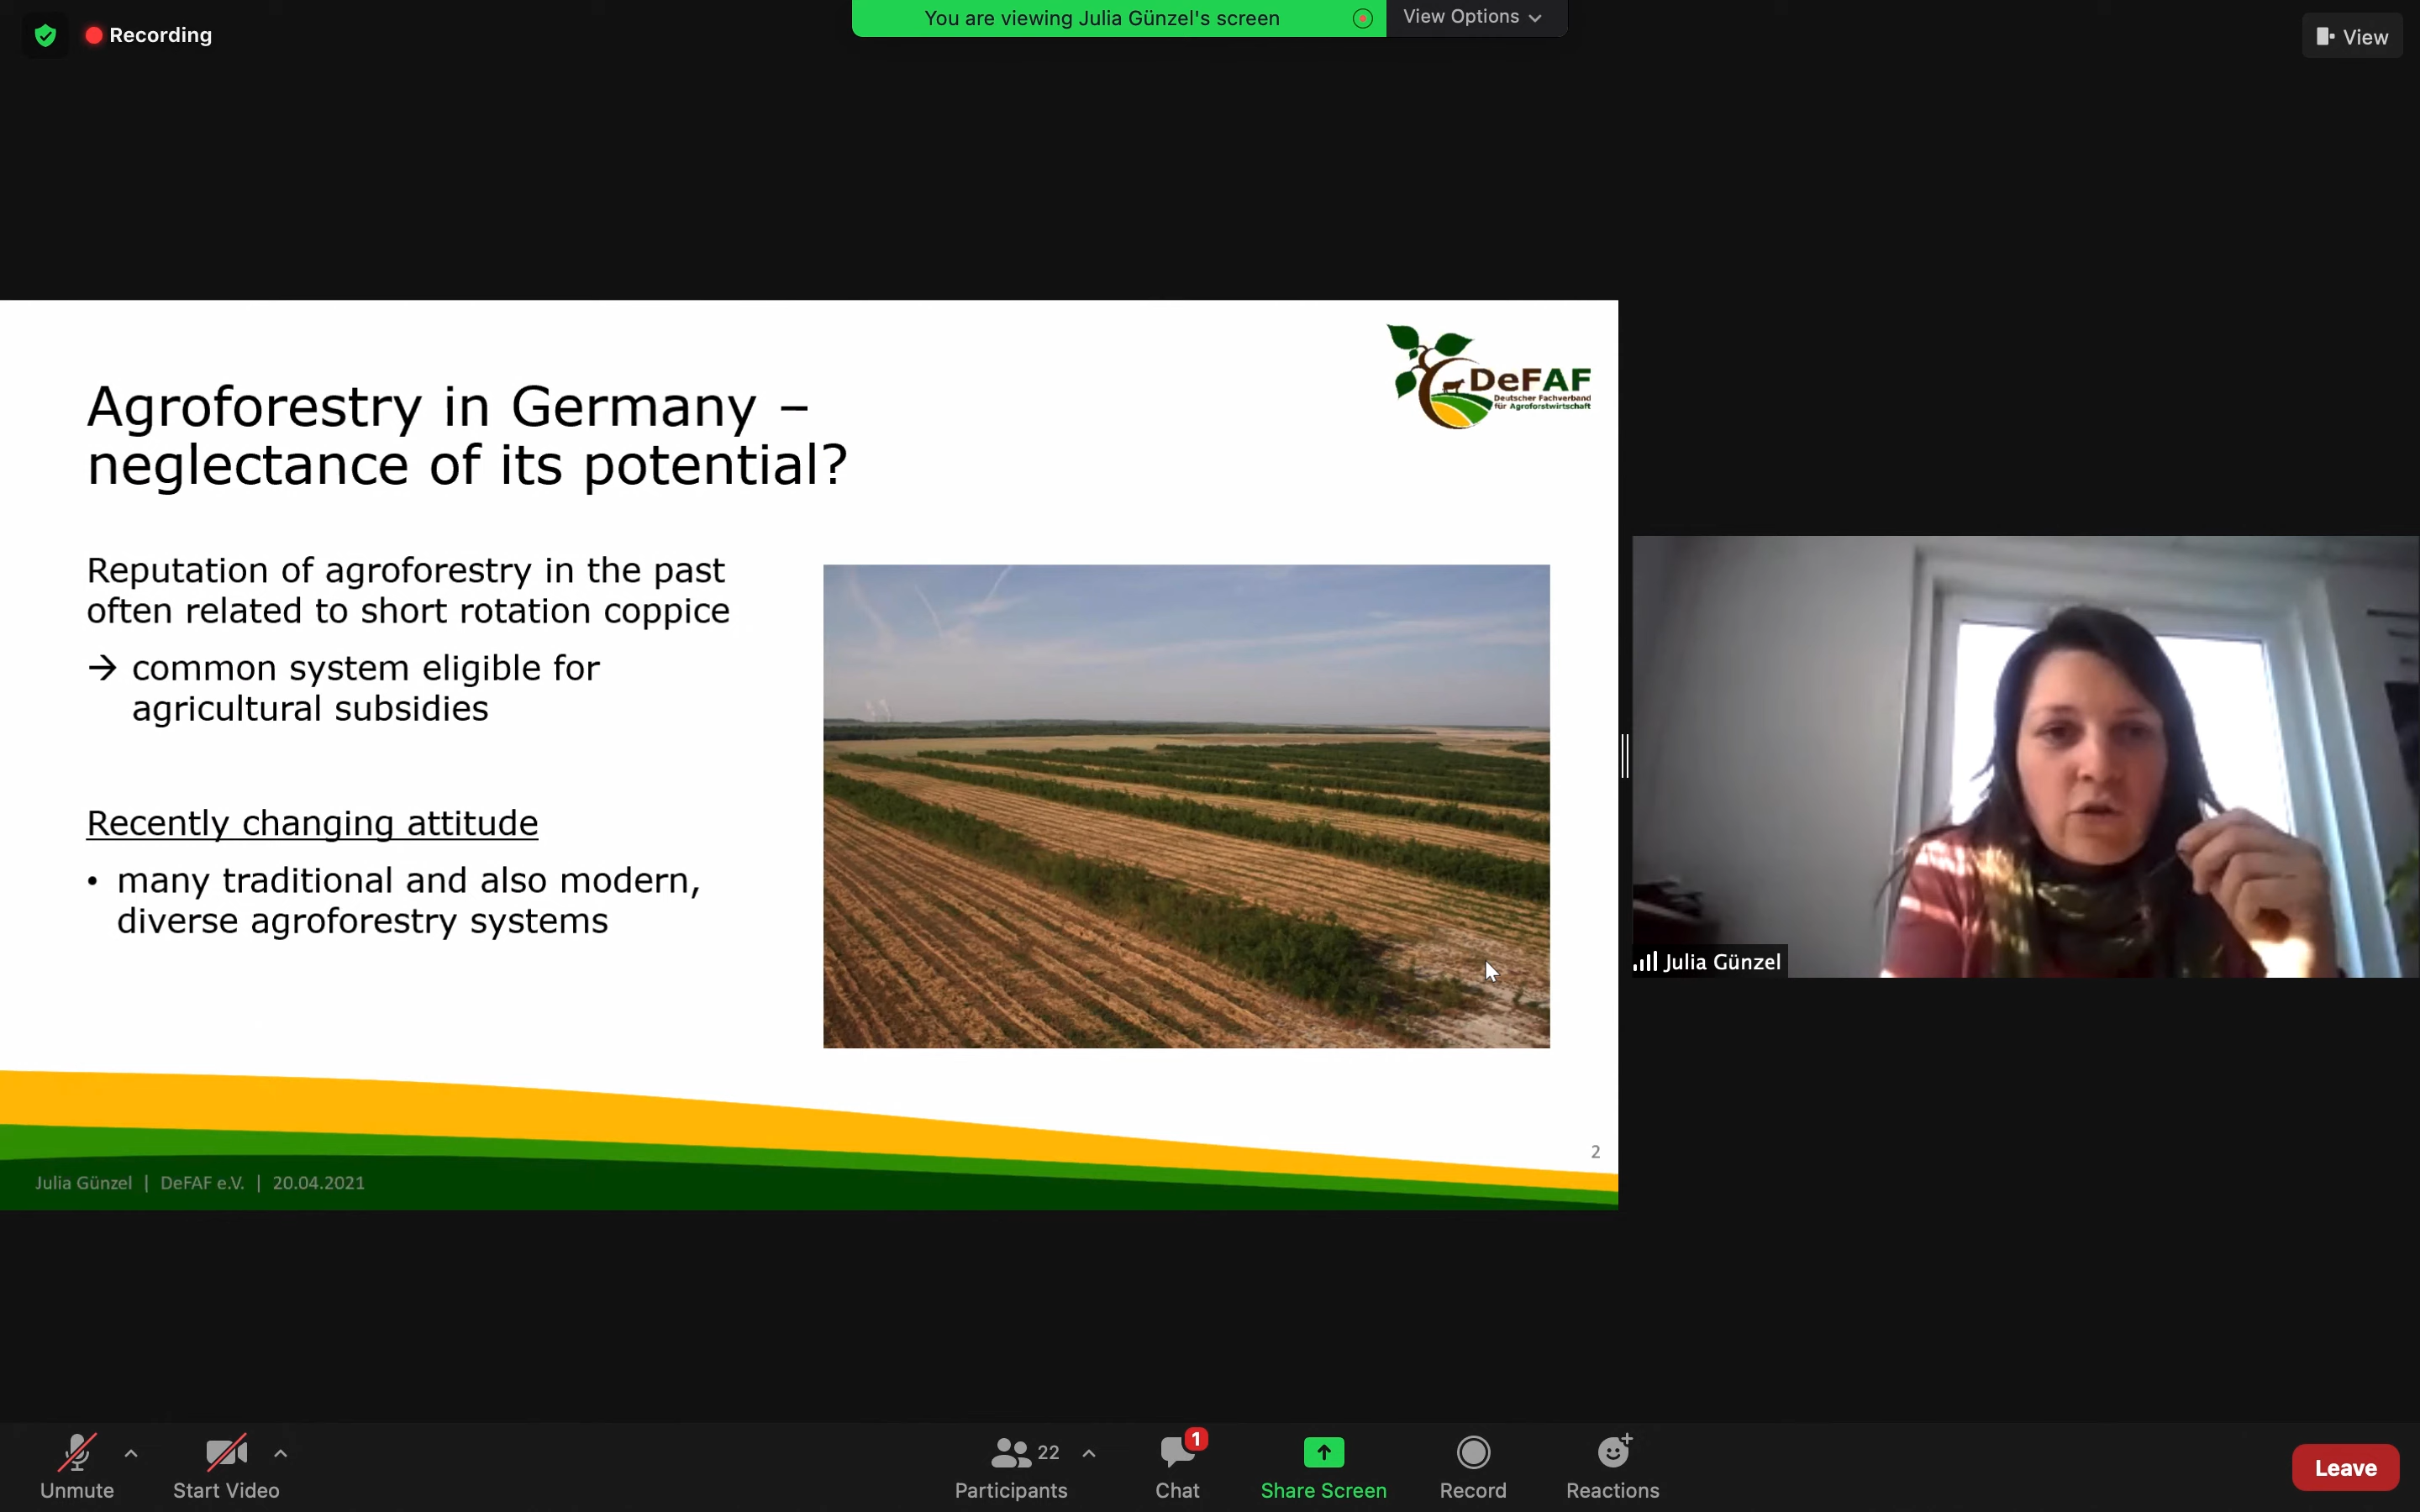 Recording
You are viewing Julia Günzel's screen
View Options
View
DeFAF
Deutscher Fachverband
für Agroforstwirtschaft
Agroforestry in Germany –
neglectance of its potential?
Reputation of agroforestry in the past
often related to short rotation coppice
→ common system eligible for
agricultural subsidies
Recently changing attitude
• many traditional and also modern,
diverse agroforestry systems
2
Julia Günzel | DeFAF e.V. | 20.04.2021
Julia Günzel
Unmute
Start Video
22
Participants
1
Chat
Share Screen
Record
Reactions
Leave